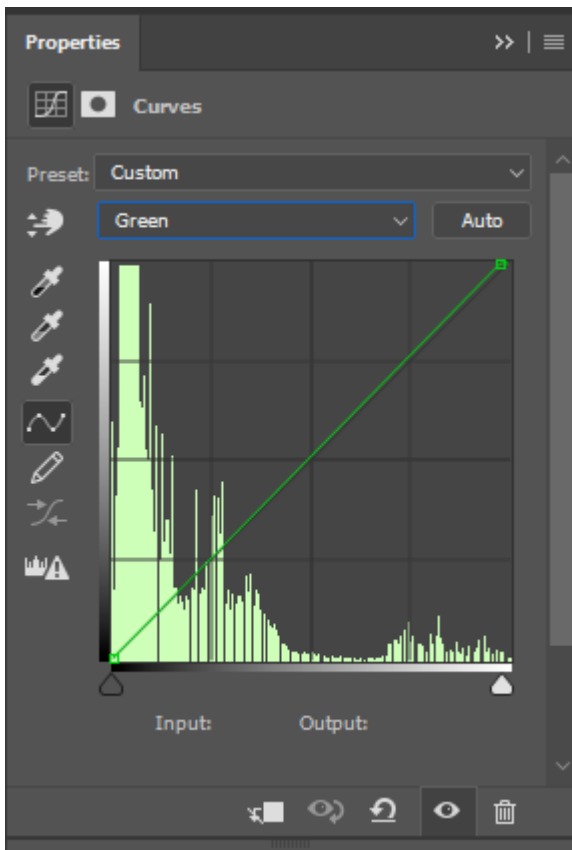 Properties
Curves
Preset: Custom
Green Auto
Input: Output: